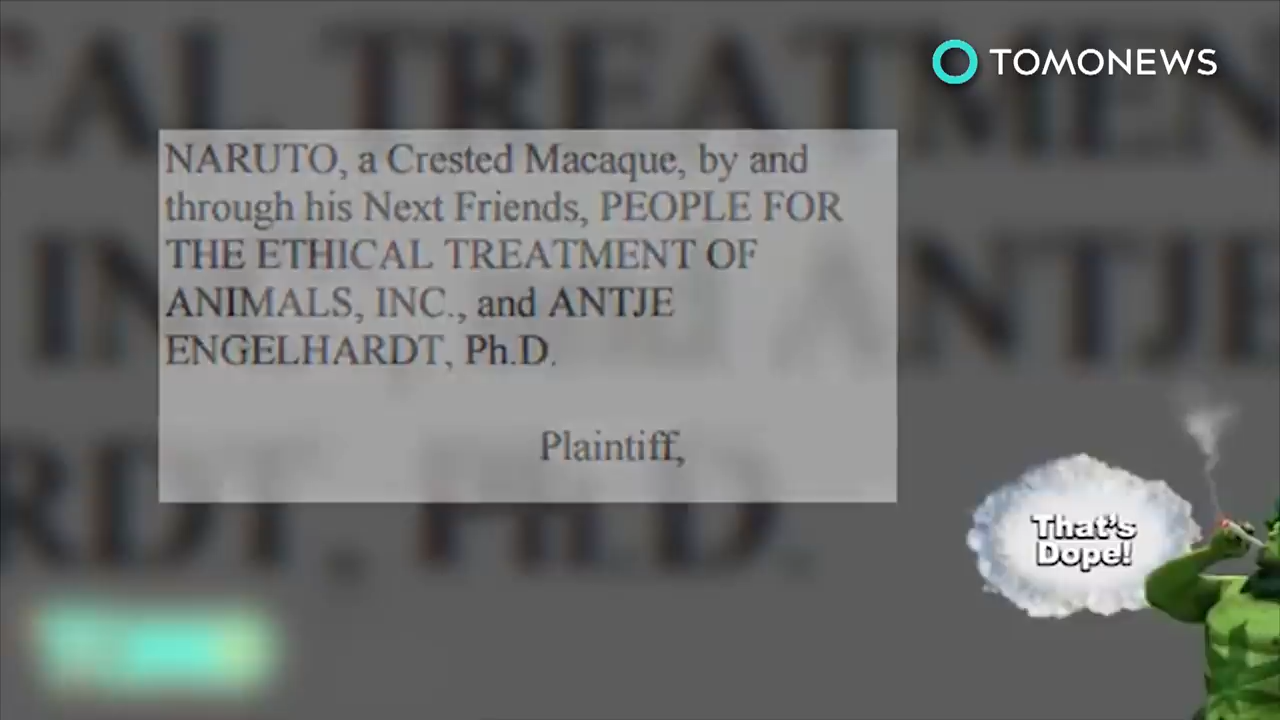 TOMONEWS
NARUTO, a Crested Macaque, by and
through his Next Friends, PEOPLE FOR
THE ETHICAL TREATMENT OF
ANIMALS, INC., and ANTJE
ENGELHARDT, Ph.D.
Plaintiff,
That's
Dope!